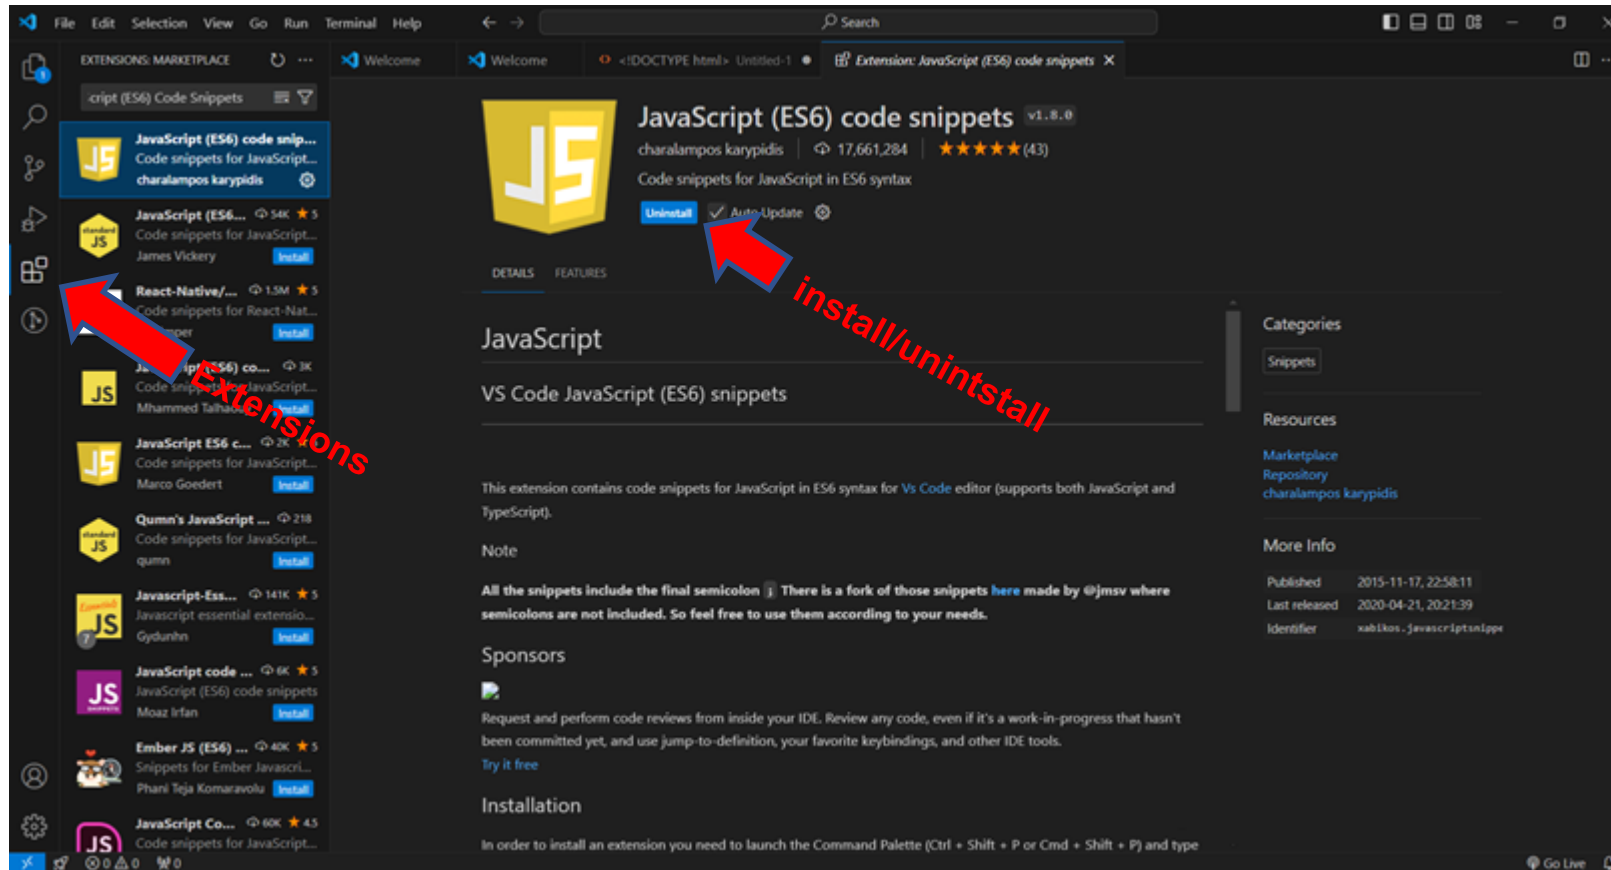 File Edit Selection View Go Run Terminal Help
Search
EXTENSIONS: MARKETPLACE
Welcome
Welcome
<!DOCTYPE html> Untitled-1
Extension: JavaScript (ES6) code snippets
cript (ES6) Code Snippets
JavaScript (ES6) code snip...
Code snippets for JavaScript...
charalampos karypidis
JavaScript (ES6... 54K 5
Code snippets for JavaScript...
James Vickery Install
React-Native/... 1.5M 5
Code snippets for React-Nat...
Install
(ES6) co... 3K
Code snippets for JavaScript...
Mhammed Install
JavaScript ES6 c... 2K
Code snippets for JavaScript...
Marco Goedert Install
Qumn's JavaScript ... 218
Code snippets for JavaScript...
qumn Install
Javascript-Ess... 141K 5
Javascript essential extensio...
Gydunhn Install
JavaScript code ... 6K 5
JavaScript (ES6) code snippets
Moaz Irfan Install
Ember JS (ES6) ... 40K 5
Snippets for Ember Javascri...
Phani Teja Komaravolu Install
JavaScript Co... 60K 4.5
Code snippets for JavaScript...
JS
JavaScript (ES6) code snippets v1.8.0
charalampos karypidis 17,661,284 (43)
Code snippets for JavaScript in ES6 syntax
Uninstall Auto Update
DETAILS FEATURES
Extensions
install/unintstall
JavaScript
VS Code JavaScript (ES6) snippets
This extension contains code snippets for JavaScript in ES6 syntax for Vs Code editor (supports both JavaScript and
TypeScript).
Note
All the snippets include the final semicolon ; There is a fork of those snippets here made by @jmsv where
semicolons are not included. So feel free to use them according to your needs.
Sponsors
Request and perform code reviews from inside your IDE. Review any code, even if it's a work-in-progress that hasn't
been committed yet, and use jump-to-definition, your favorite keybindings, and other IDE tools.
Try it free
Installation
In order to install an extension you need to launch the Command Palette (Ctrl + Shift + P or Cmd + Shift + P) and type
Categories
Snippets
Resources
Marketplace
Repository
charalampos karypidis
More Info
Published 2015-11-17, 22:58:11
Last released 2020-04-21, 20:21:39
Identifier xabikos.javascriptsnippe
0 0 0
Go Live